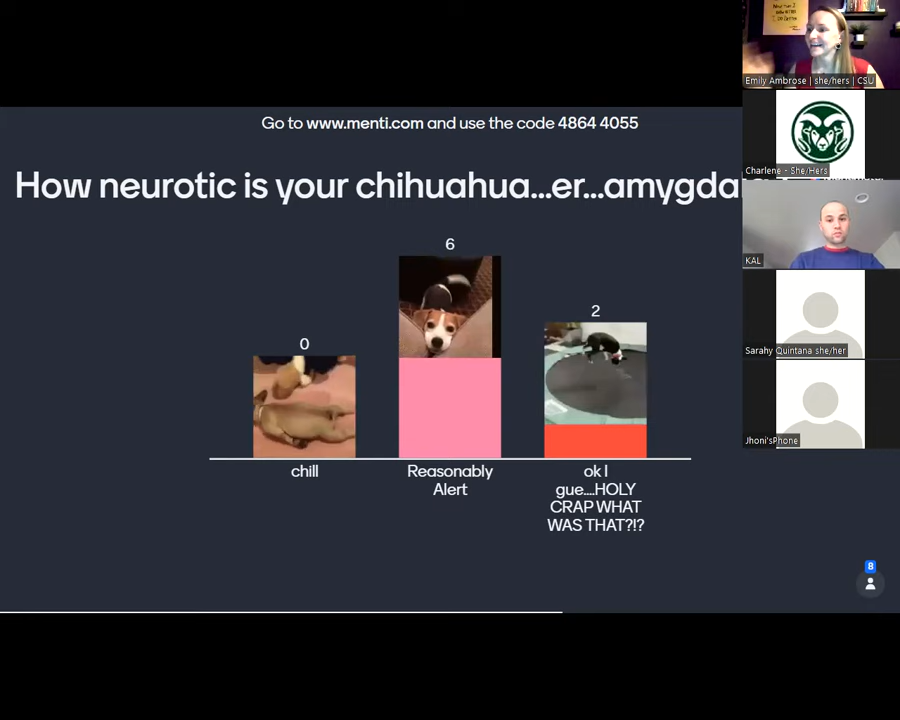 Go to www.menti.com and use the code 4864 4055
How neurotic is your chihuahua...er...amygda
0
6
2
chill
Reasonably
Alert
ok I
gue....HOLY
CRAP WHAT
WAS THAT?!?
8
Emily Ambrose | she/hers | CSU
Charlene - She/Hers
KAL
Sarahy Quintana she/her
Jhoni'sPhone